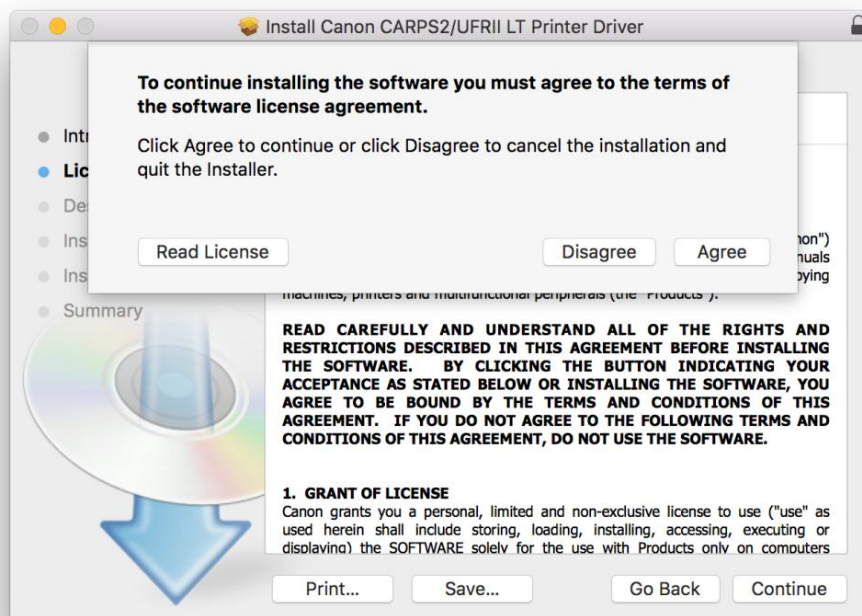 Install Canon CARPS2/UFRII LT Printer Driver
To continue installing the software you must agree to the terms of
the software license agreement.
Click Agree to continue or click Disagree to cancel the installation and
quit the Installer.
Read License
Disagree
Agree
Summary
machines, printers and multifunctional peripherals (the "Products").
READ CAREFULLY AND UNDERSTAND ALL OF THE RIGHTS AND
RESTRICTIONS DESCRIBED IN THIS AGREEMENT BEFORE INSTALLING
THE SOFTWARE. BY CLICKING THE BUTTON INDICATING YOUR
ACCEPTANCE AS STATED BELOW OR INSTALLING THE SOFTWARE, YOU
AGREE TO BE BOUND BY THE TERMS AND CONDITIONS OF THIS
AGREEMENT. IF YOU DO NOT AGREE TO THE FOLLOWING TERMS AND
CONDITIONS OF THIS AGREEMENT, DO NOT USE THE SOFTWARE.
1. GRANT OF LICENSE
Canon grants you a personal, limited and non-exclusive license to use ("use" as
used herein shall include storing, loading, installing, accessing, executing or
displaying) the SOFTWARE solely for the use with Products only on computers
Print...
Save...
Go Back
Continue